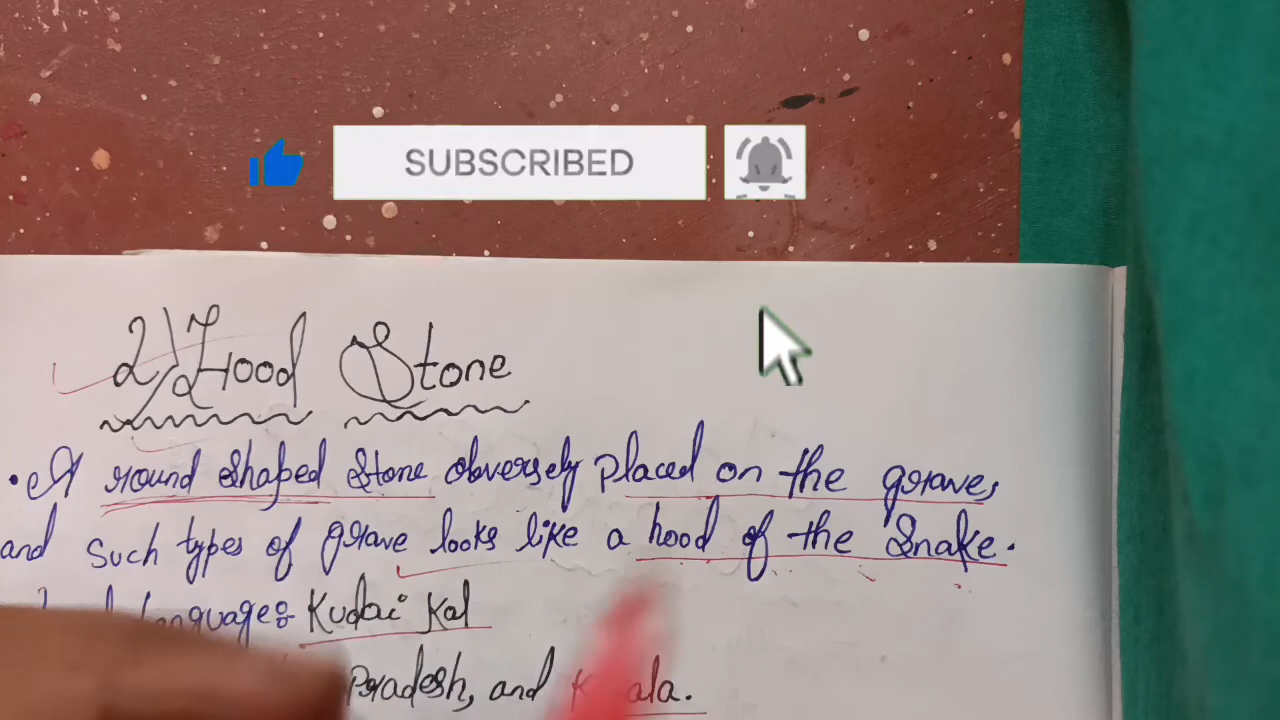 SUBSCRIBED
2) Hood Stone
• A round shaped stone obversely placed on the grave,
and such types of grave looks like a hood of the Snake.
language: Kudai Kal
Pradesh, and